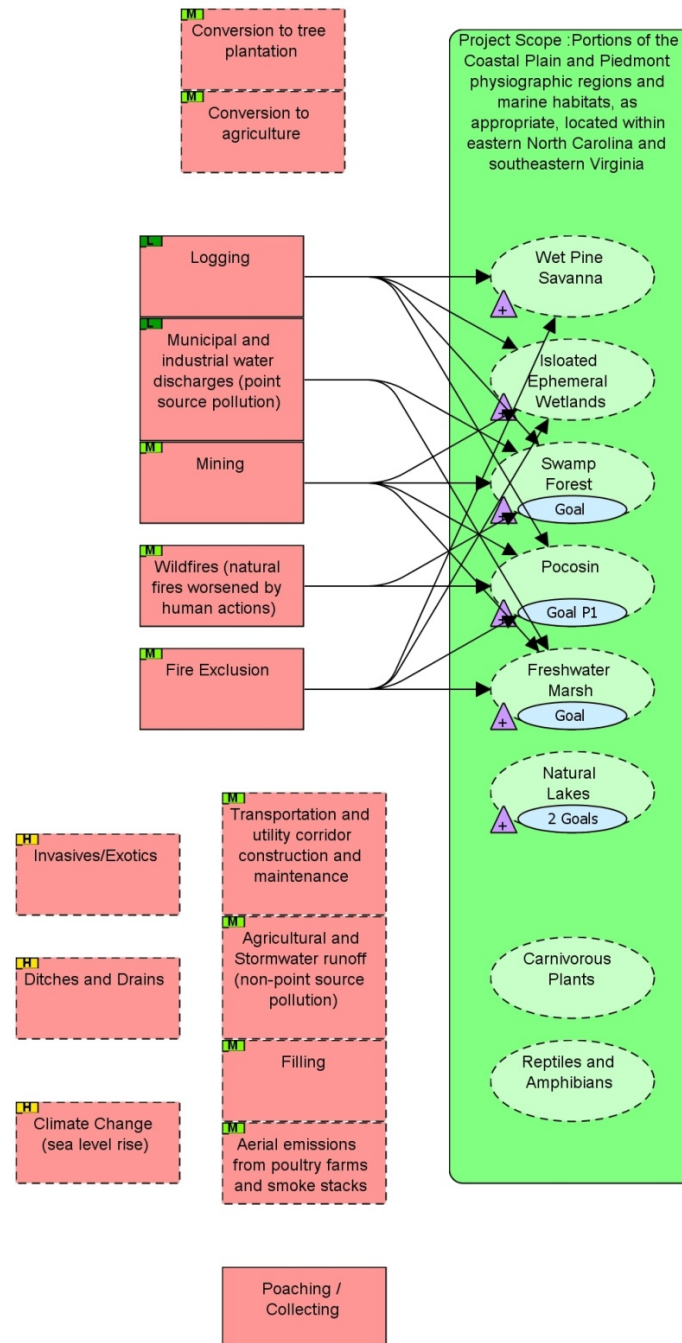 M
Conversion to tree
plantation
M
Conversion to
agriculture
Project Scope :Portions of the
Coastal Plain and Piedmont
physiographic regions and
marine habitats, as
appropriate, located within
eastern North Carolina and
southeastern Virginia
L
Logging
L
Municipal and
industrial water
discharges (point
source pollution)
M
Mining
M
Wildfires (natural
fires worsened by
human actions)
M
Fire Exclusion
Wet Pine
Savanna
+
Isloated
Ephemeral
Wetlands
+
Swamp
Forest
Goal
+
Pocosin
Goal P1
+
Freshwater
Marsh
Goal
+
Natural
Lakes
2 Goals
+
Carnivorous
Plants
Reptiles and
Amphibians
H
Invasives/Exotics
H
Ditches and Drains
H
Climate Change
(sea level rise)
M
Transportation and
utility corridor
construction and
maintenance
M
Agricultural and
Stormwater runoff
(non-point source
pollution)
M
Filling
M
Aerial emissions
from poultry farms
and smoke stacks
Poaching /
Collecting